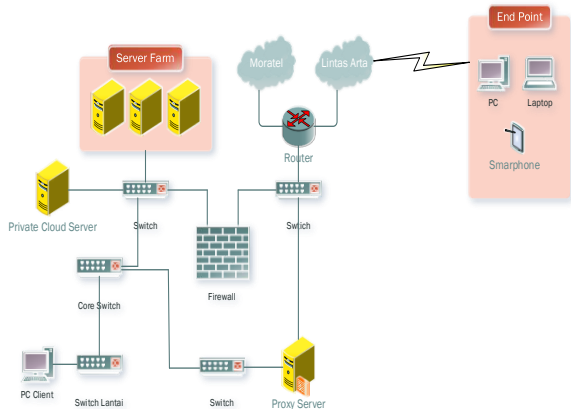 End Point
Server Farm
Moratel
Lintas Arta
PC
Laptop
Router
Smarphone
Private Cloud Server
Switch
Swtich
Firewall
Core Switch
PC Client
Switch Lantai
Switch
Proxy Server